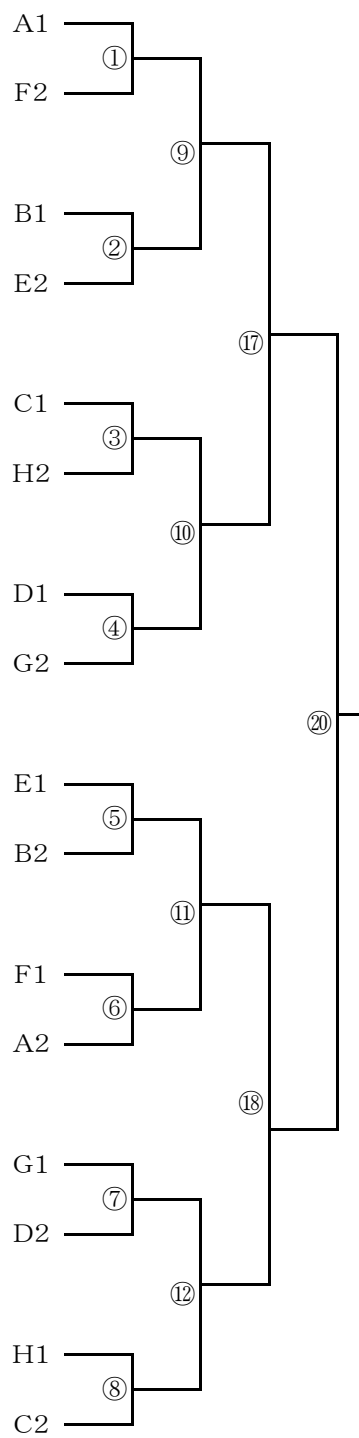 A1
①
F2
⑨
B1
②
E2
⑰
C1
③
H2
⑩
D1
④
G2
⑳
E1
⑤
B2
⑪
F1
⑥
A2
⑱
G1
⑦
D2
⑫
H1
⑧
C2